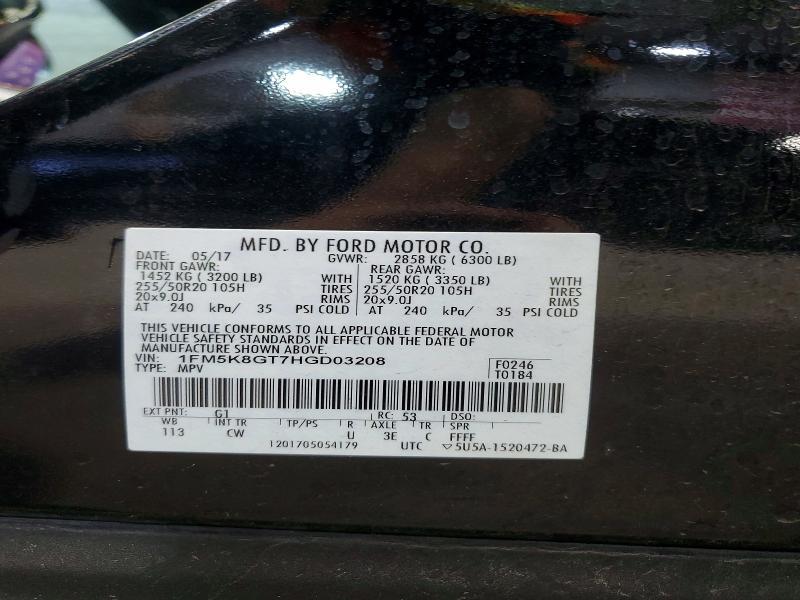 MFD. BY FORD MOTOR CO.
DATE: 05/17 GVWR: 2858 KG ( 6300 LB)
FRONT GAWR: REAR GAWR:
1452 KG ( 3200 LB) WITH 1520 KG ( 3350 LB) WITH
255/50R20 105H TIRES 255/50R20 105H TIRES
20x9.0J RIMS 20x9.0J RIMS
AT 240 kPa/ 35 PSI COLD AT 240 kPa/ 35 PSI COLD
THIS VEHICLE CONFORMS TO ALL APPLICABLE FEDERAL MOTOR
VEHICLE SAFETY STANDARDS IN EFFECT ON THE DATE OF
MANUFACTURE SHOWN ABOVE.
VIN: 1FM5K8GT7HGD03208 F0246
TYPE: MPV T0184
EXT PNT: G1 RC: 53 DSO:
WB INT TR TP/PS R AXLE TR SPR
113 CW U 3E C FFFF
1201705054179 UTC ▽5U5A-1520472-BA